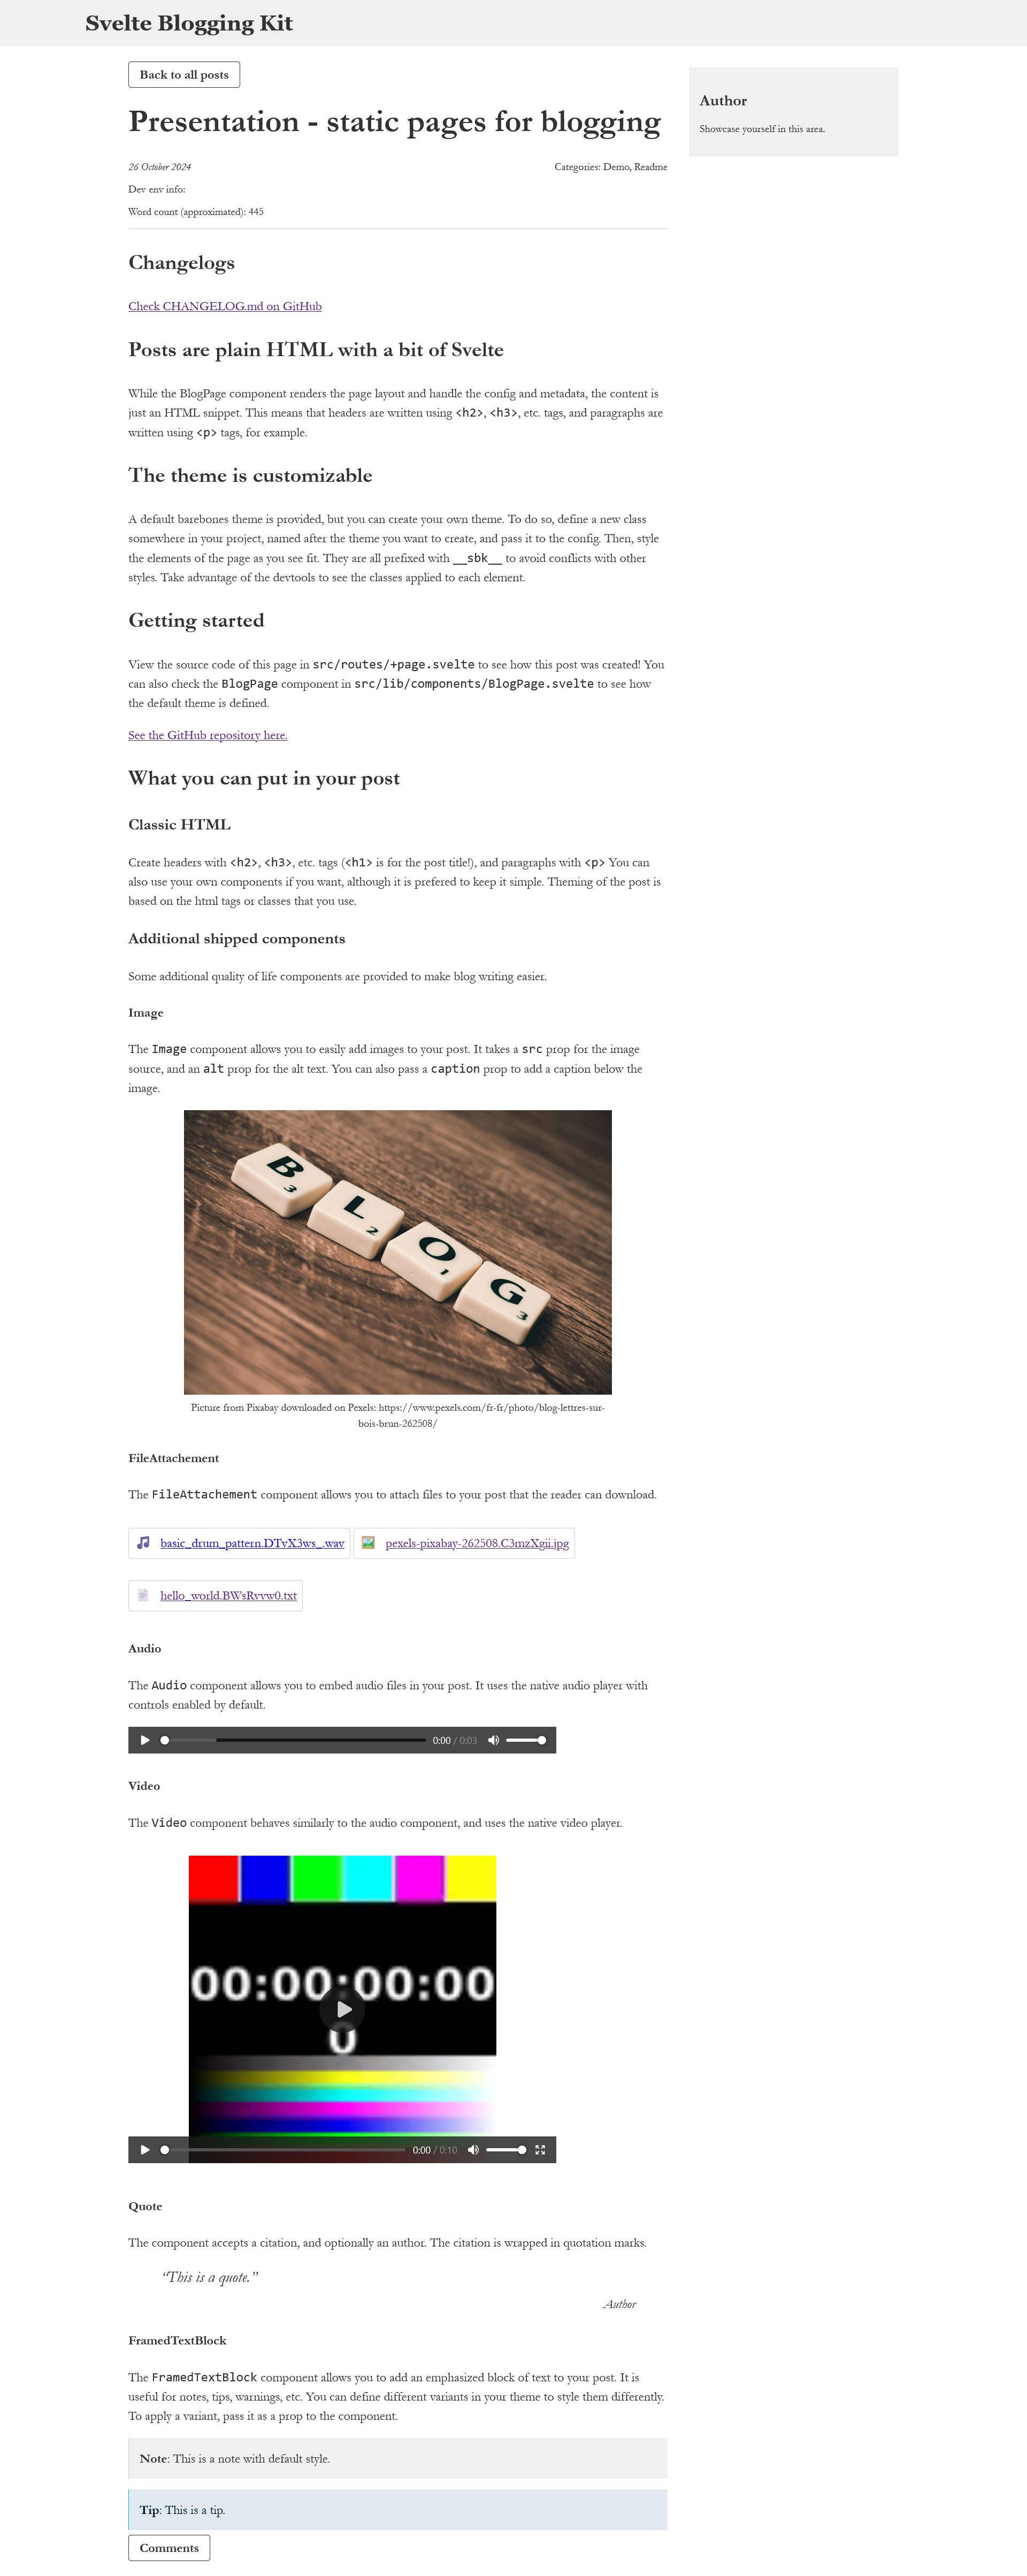 Svelte Blogging Kit
Back to all posts
Presentation - static pages for blogging
26 October 2024
Categories: Demo, Readme
Dev env info:
Word count (approximated): 445
Changelogs
Check CHANGELOG.md on GitHub
Posts are plain HTML with a bit of Svelte
While the BlogPage component renders the page layout and handle the config and metadata, the content is
just an HTML snippet. This means that headers are written using <h2>, <h3>, etc. tags, and paragraphs are
written using <p> tags, for example.
The theme is customizable
A default barebones theme is provided, but you can create your own theme. To do so, define a new class
somewhere in your project, named after the theme you want to create, and pass it to the config. Then, style
the elements of the page as you see fit. They are all prefixed with __sbk__ to avoid conflicts with other
styles. Take advantage of the devtools to see the classes applied to each element.
Getting started
View the source code of this page in src/routes/+page.svelte to see how this post was created! You
can also check the BlogPage component in src/lib/components/BlogPage.svelte to see how
the default theme is defined.
See the GitHub repository here.
What you can put in your post
Classic HTML
Create headers with <h2>, <h3>, etc. tags (<h1> is for the post title!), and paragraphs with <p> You can
also use your own components if you want, although it is prefered to keep it simple. Theming of the post is
based on the html tags or classes that you use.
Additional shipped components
Some additional quality of life components are provided to make blog writing easier.
Image
The Image component allows you to easily add images to your post. It takes a src prop for the image
source, and an alt prop for the alt text. You can also pass a caption prop to add a caption below the
image.
B3 L2 O1 G3
Picture from Pixabay downloaded on Pexels: https://www.pexels.com/fr-fr/photo/blog-lettres-sur-
bois-brun-262508/
FileAttachement
The FileAttachement component allows you to attach files to your post that the reader can download.
basic_drum_pattern.DTvX3ws_.wav
pexels-pixabay-262508.C3mzXgii.jpg
hello_world.BWsRvvw0.txt
Audio
The Audio component allows you to embed audio files in your post. It uses the native audio player with
controls enabled by default.
0:00 / 0:03
Video
The Video component behaves similarly to the audio component, and uses the native video player.
00:00:00:00
0
0:00 / 0:10
Quote
The component accepts a citation, and optionally an author. The citation is wrapped in quotation marks.
“This is a quote.”
Author
FramedTextBlock
The FramedTextBlock component allows you to add an emphasized block of text to your post. It is
useful for notes, tips, warnings, etc. You can define different variants in your theme to style them differently.
To apply a variant, pass it as a prop to the component.
Note: This is a note with default style.
Tip: This is a tip.
Comments
Author
Showcase yourself in this area.